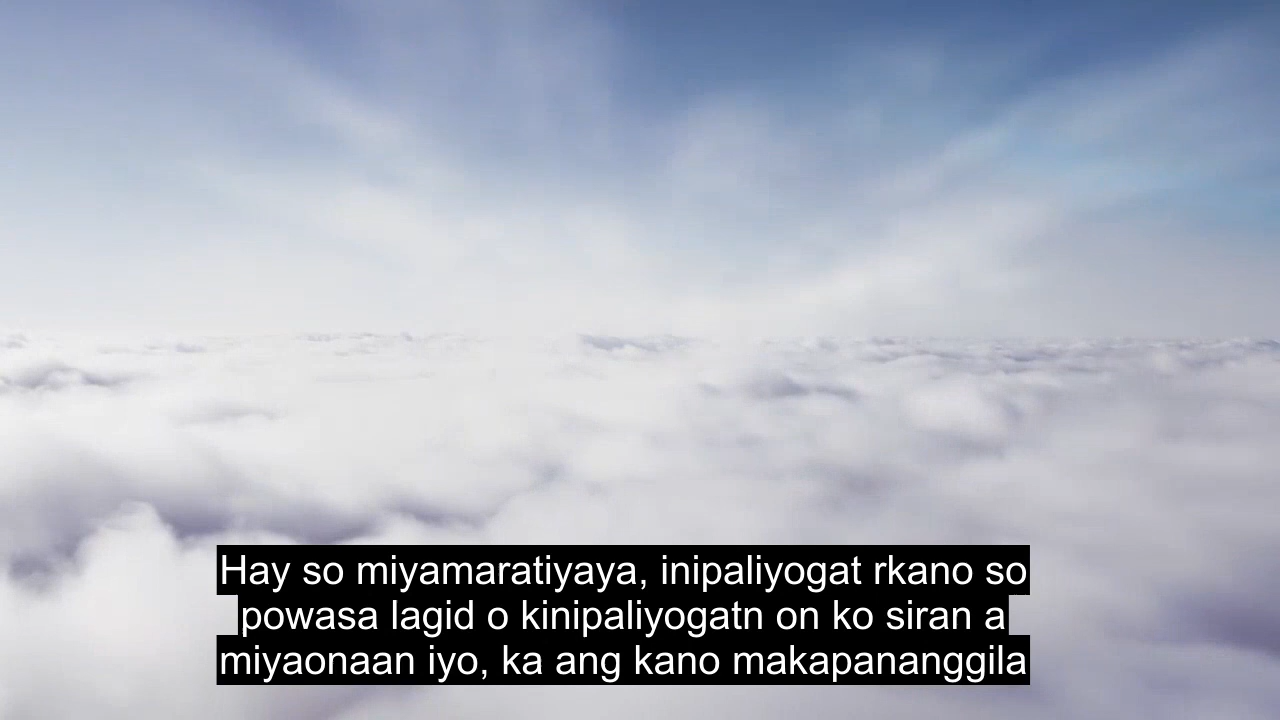 Hay so miyamaratiyaya, inipaliyogat rkano so
powasa lagid o kinipaliyogatn on ko siran a
miyaonaan iyo, ka ang kano makapananggila